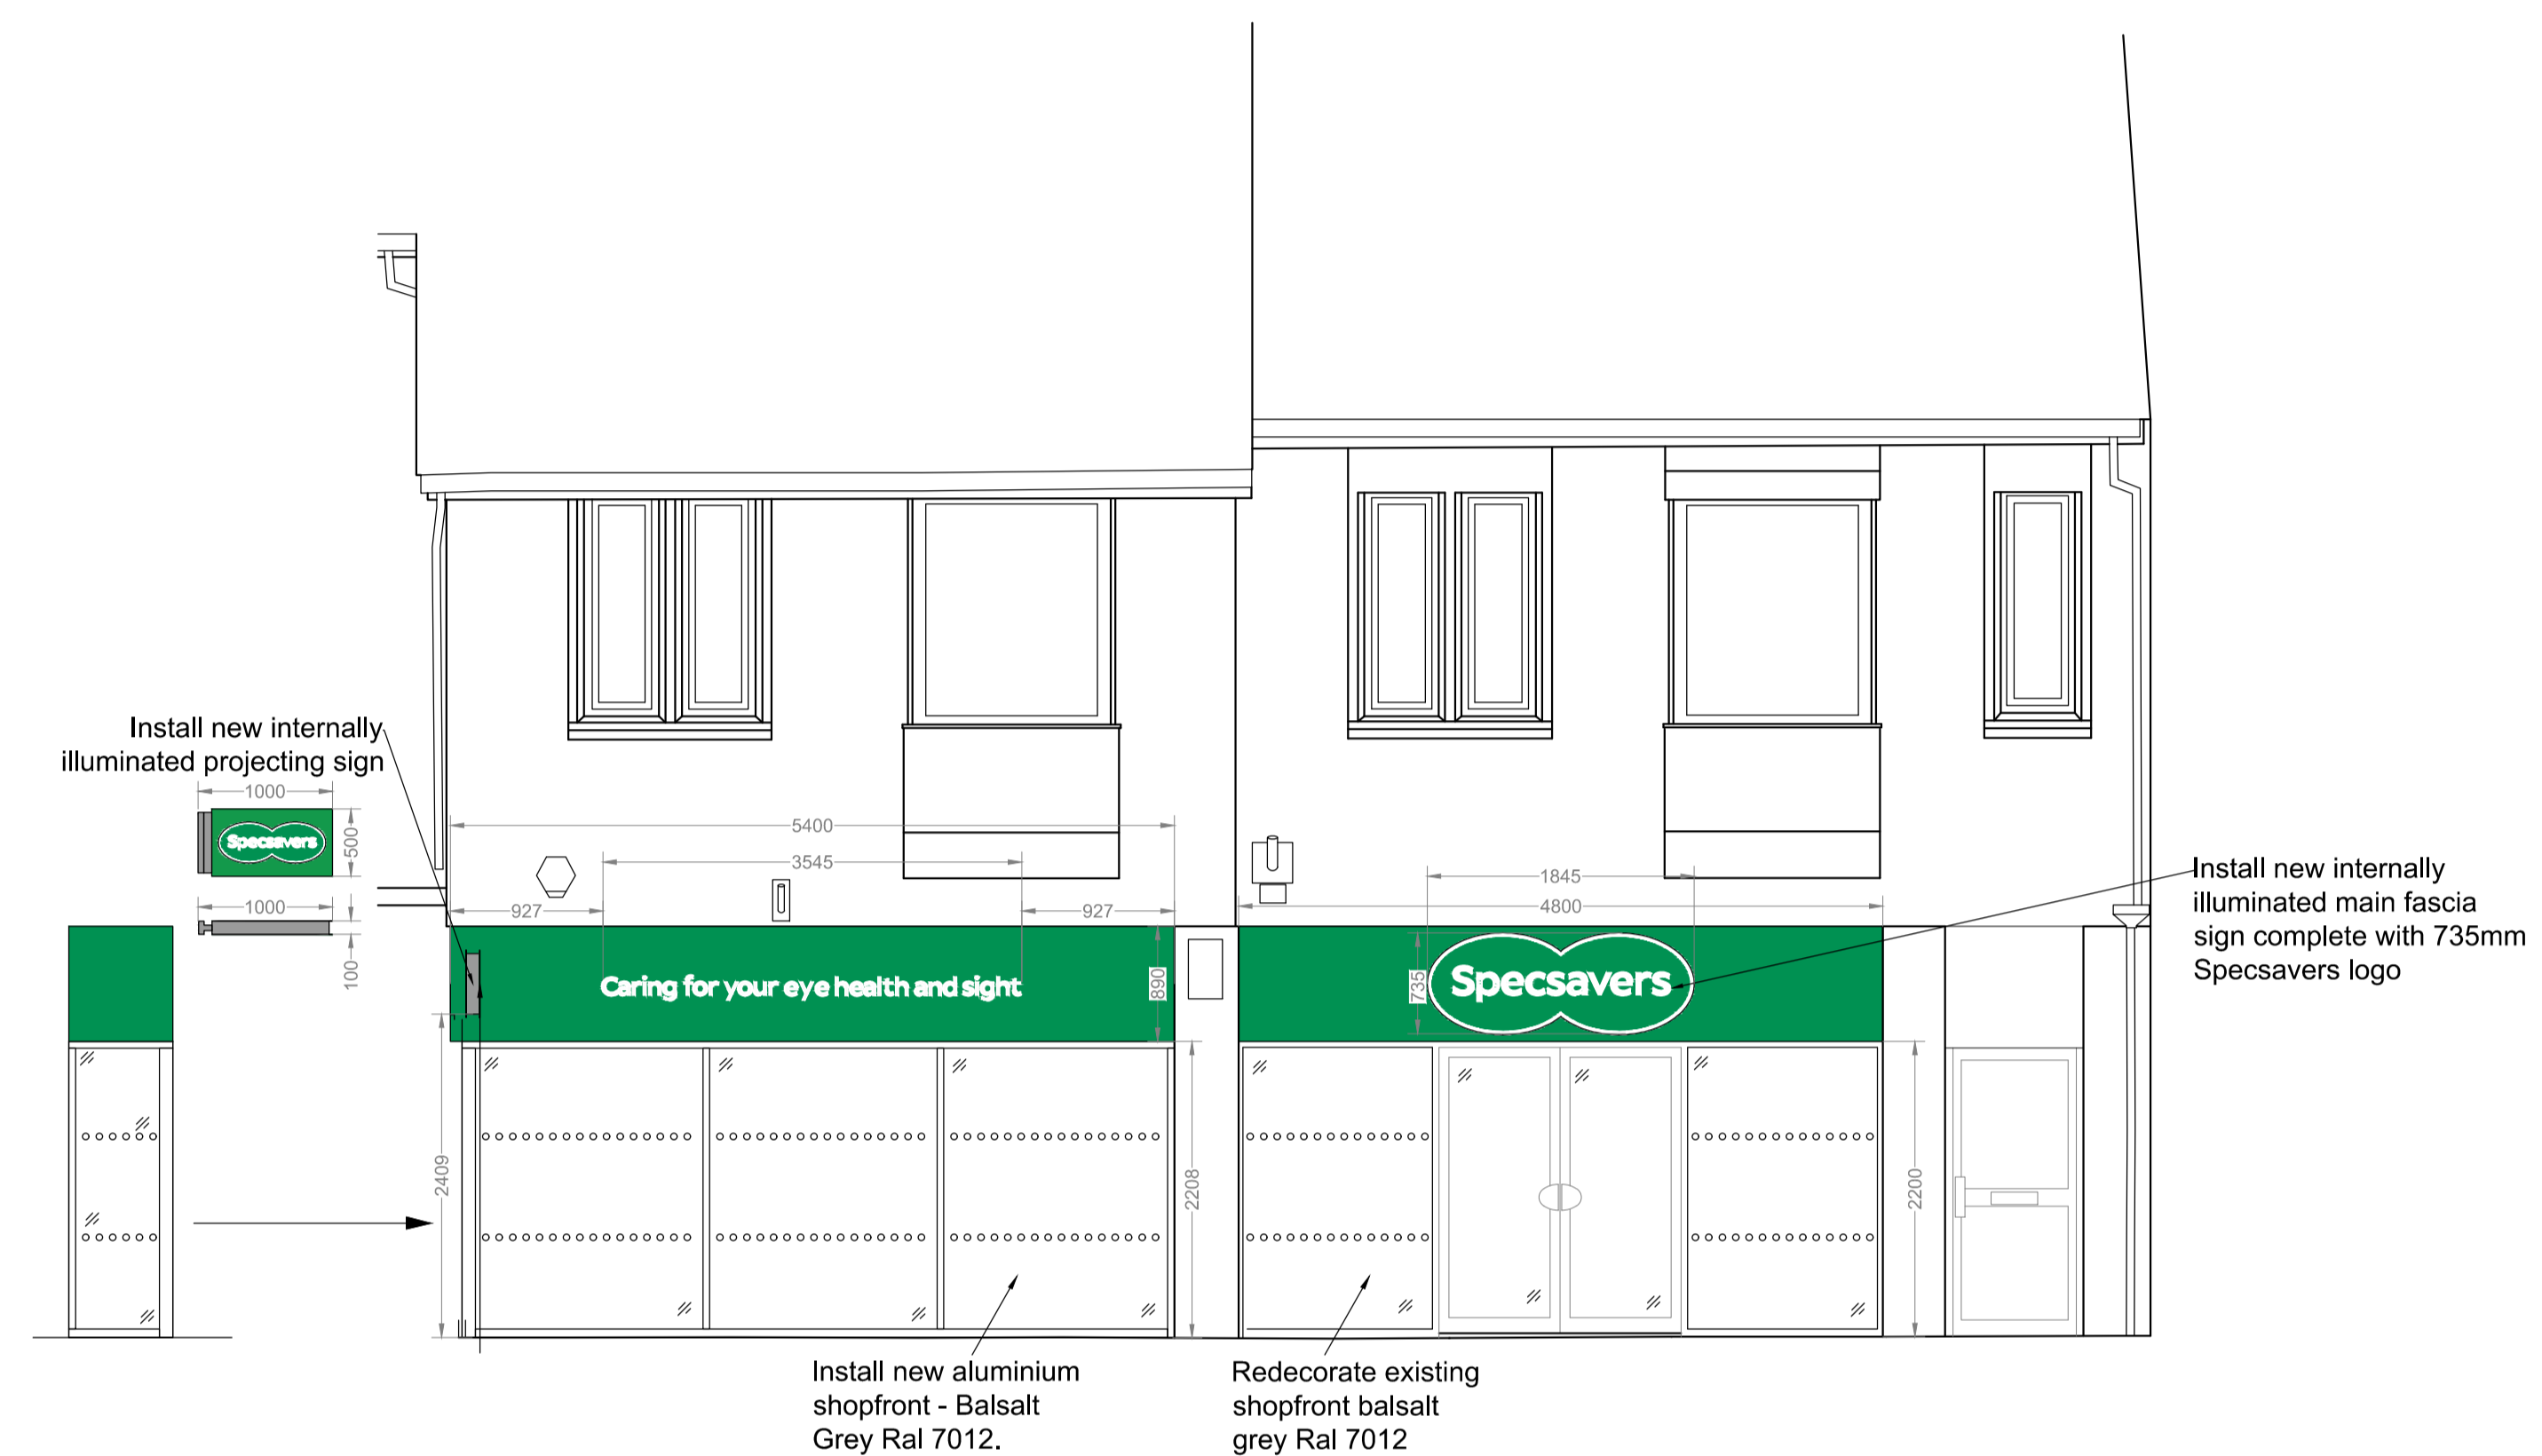 Install new internally
illuminated projecting sign
1000
Specsavers
500
1000
100
5400
3545
927
927
1845
4800
Install new internally
illuminated main fascia
sign complete with 735mm
Specsavers logo
Caring for your eye health and sight
890
735
Specsavers
2409
2208
2200
Install new aluminium
shopfront - Balsalt
Grey Ral 7012.
Redecorate existing
shopfront balsalt
grey Ral 7012